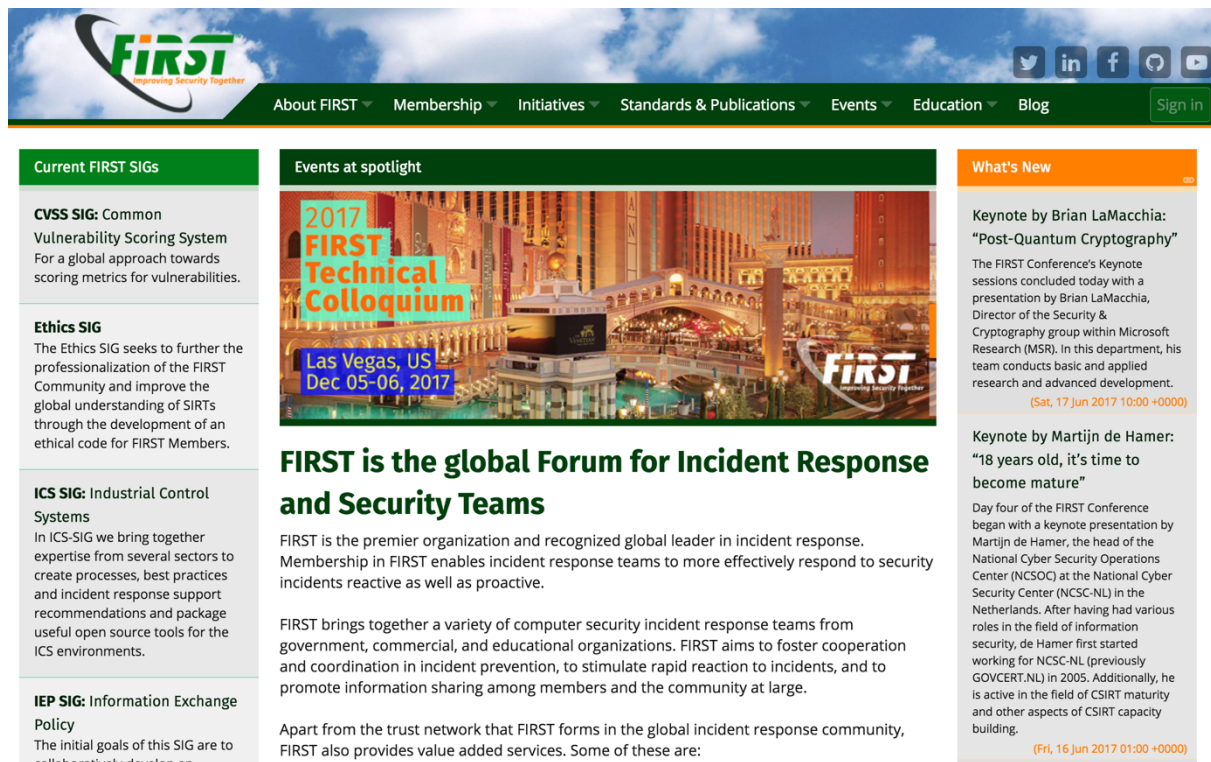 FiRST
Improving Security Together
About FIRST
Membership
Initiatives
Standards & Publications
Events
Education
Blog
Sign in
Current FIRST SIGs
CVSS SIG: Common
Vulnerability Scoring System
For a global approach towards
scoring metrics for vulnerabilities.
Ethics SIG
The Ethics SIG seeks to further the
professionalization of the FIRST
Community and improve the
global understanding of SIRTs
through the development of an
ethical code for FIRST Members.
ICS SIG: Industrial Control
Systems
In ICS-SIG we bring together
expertise from several sectors to
create processes, best practices
and incident response support
recommendations and package
useful open source tools for the
ICS environments.
IEP SIG: Information Exchange
Policy
The initial goals of this SIG are to
Events at spotlight
2017
FIRST
Technical
Colloquium
Las Vegas, US
Dec 05-06, 2017
FiRST
Improving Security Together
FIRST is the global Forum for Incident Response
and Security Teams
FIRST is the premier organization and recognized global leader in incident response.
Membership in FIRST enables incident response teams to more effectively respond to security
incidents reactive as well as proactive.
FIRST brings together a variety of computer security incident response teams from
government, commercial, and educational organizations. FIRST aims to foster cooperation
and coordination in incident prevention, to stimulate rapid reaction to incidents, and to
promote information sharing among members and the community at large.
Apart from the trust network that FIRST forms in the global incident response community,
FIRST also provides value added services. Some of these are:
What's New
Keynote by Brian LaMacchia:
“Post-Quantum Cryptography”
The FIRST Conference's Keynote
sessions concluded today with a
presentation by Brian LaMacchia,
Director of the Security &
Cryptography group within Microsoft
Research (MSR). In this department, his
team conducts basic and applied
research and advanced development.
(Sat, 17 Jun 2017 10:00 +0000)
Keynote by Martijn de Hamer:
“18 years old, it’s time to
become mature”
Day four of the FIRST Conference
began with a keynote presentation by
Martijn de Hamer, the head of the
National Cyber Security Operations
Center (NCSOC) at the National Cyber
Security Center (NCSC-NL) in the
Netherlands. After having had various
roles in the field of information
security, de Hamer first started
working for NCSC-NL (previously
GOVCERT.NL) in 2005. Additionally, he
is active in the field of CSIRT maturity
and other aspects of CSIRT capacity
building.
(Fri, 16 Jun 2017 01:00 +0000)